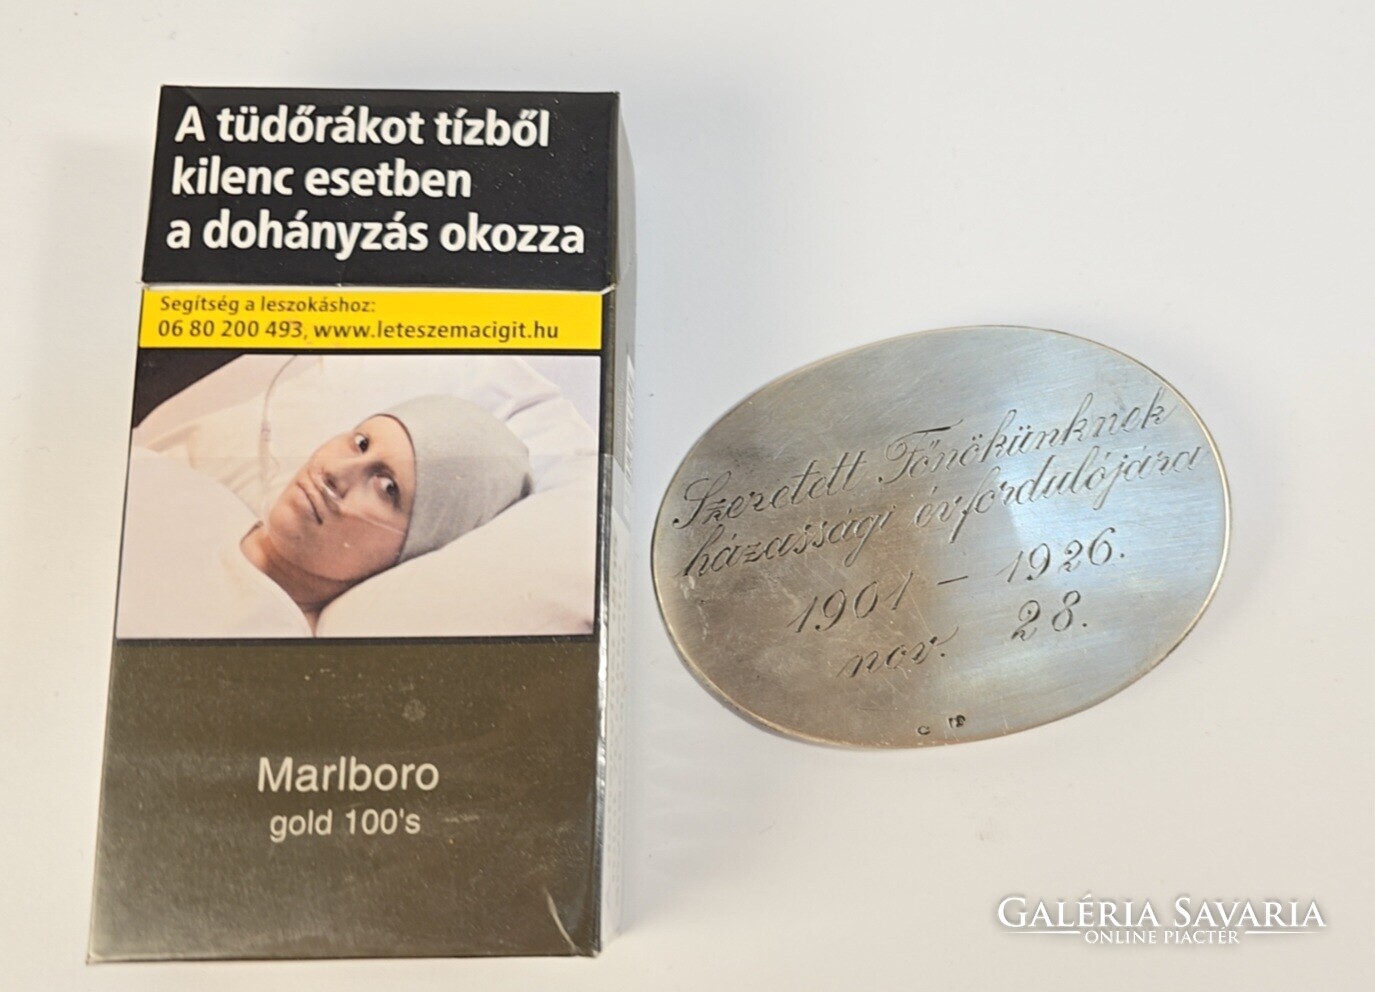 A tüdőrákot tízből
kilenc esetben
a dohányzás okozza
Segítség a leszokáshoz:
06 80 200 493, www.leteszemacigit.hu
Marlboro
gold 100's
Szeretett Főnökünknek
házassági évfordulójára
1901 – 1926.
nov. 28.
GALÉRIA SAVARIA
ONLINE PIACTÉR